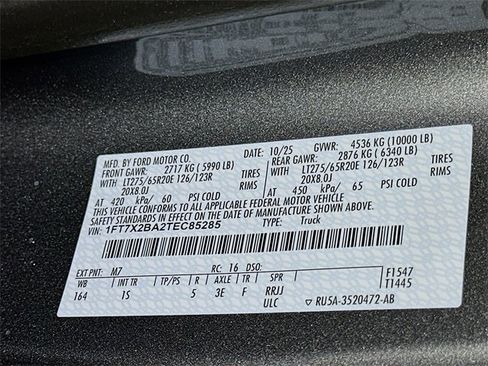 MFD. BY FORD MOTOR CO.
DATE: 10/25 GVWR: 4536 KG (10000 LB)
FRONT GAWR: 2717 KG ( 5990 LB) REAR GAWR: 2876 KG ( 6340 LB)
LT275/65R20E 126/123R TIRES LT275/65R20E 126/123R TIRES
20X8.0J RIMS 20X8.0J RIMS
AT 420 kPa/ 60 PSI COLD AT 450 kPa/ 65 PSI COLD
THIS VEHICLE CONFORMS TO ALL APPLICABLE FEDERAL MOTOR VEHICLE SAFETY
STANDARDS IN EFFECT ON THE DATE OF MANUFACTURE SHOWN ABOVE.
VIN: 1FT7X2BA2TEC85285 TYPE: Truck
EXT PNT: M7 RC: 16 DSO:
WB INT TR TP/PS R AXLE TR SPR F1547
164 1S 5 3E F RRJJ T1445
ULC RU5A-3520472-AB